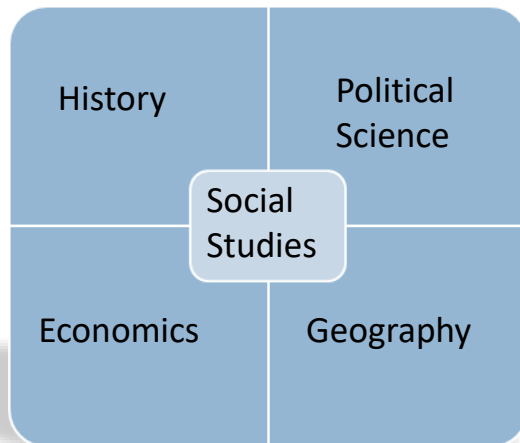 History
Political
Science
Social
Studies
Economics
Geography